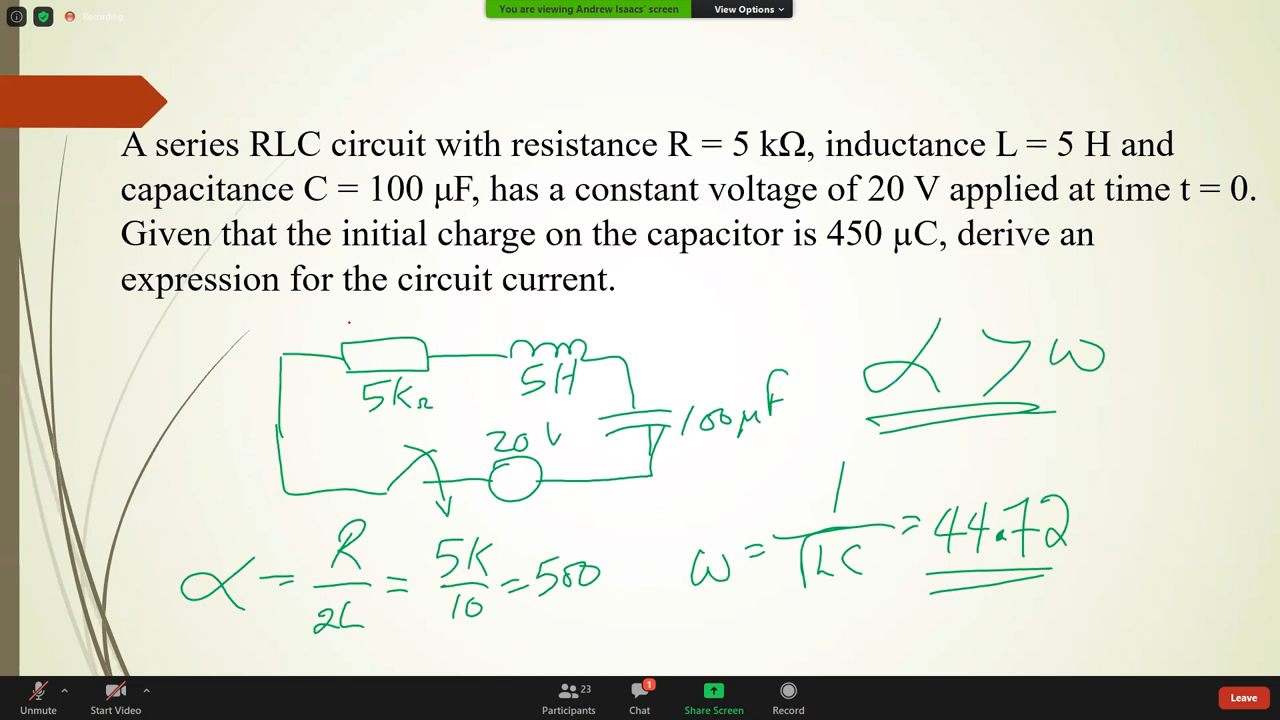 Recording
You are viewing Andrew Isaacs' screen
View Options
A series RLC circuit with resistance R = 5 kΩ, inductance L = 5 H and
capacitance C = 100 μF, has a constant voltage of 20 V applied at time t = 0.
Given that the initial charge on the capacitor is 450 μC, derive an
expression for the circuit current.
5KΩ
5H
100μF
20 V
α > ω
α = R/2L = 5K/10 = 500
ω = 1/√LC = 44.72
Unmute
Start Video
Participants 23
Chat 1
Share Screen
Record
Leave